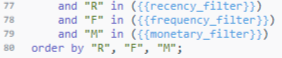 77 and "R" in ({{recency_filter}})
78 and "F" in ({{frequency_filter}})
79 and "M" in ({{monetary_filter}})
80 order by "R", "F", "M";